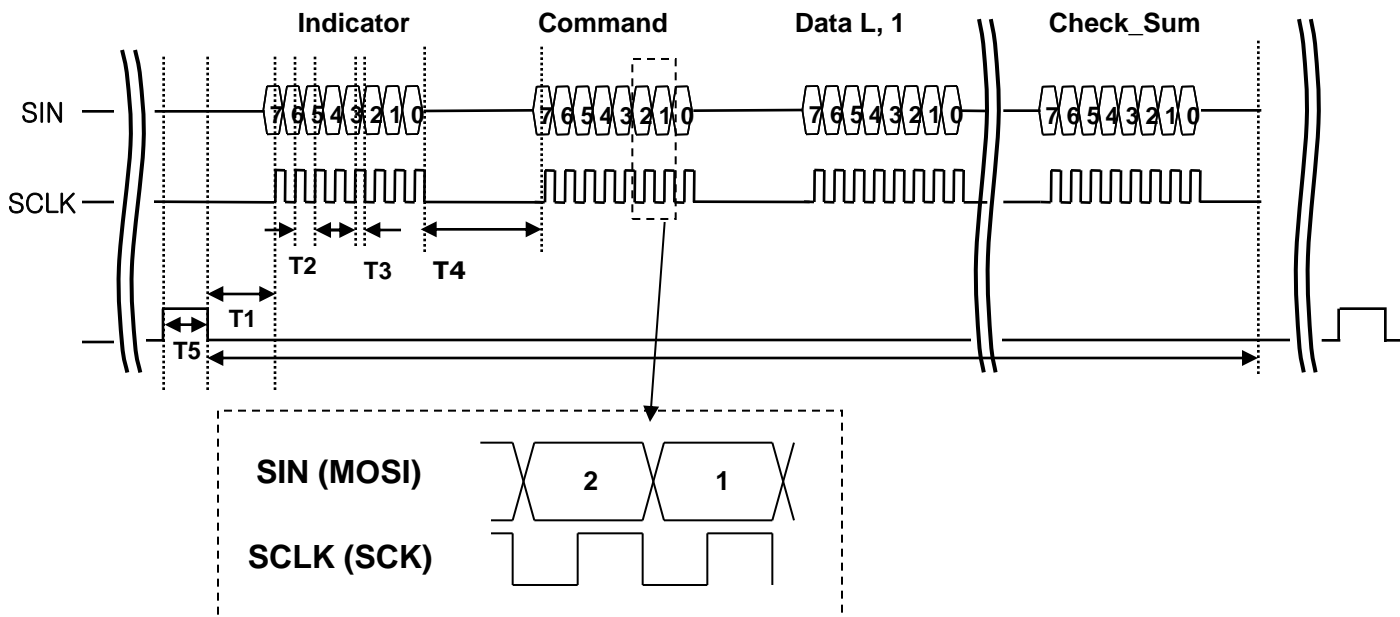 Indicator Command Data L, 1 Check_Sum
SIN 7 6 5 4 3 2 1 0 7 6 5 4 3 2 1 0 7 6 5 4 3 2 1 0 7 6 5 4 3 2 1 0
SCLK
T2 T3 T4
T1
T5
SIN (MOSI) 2 1
SCLK (SCK)